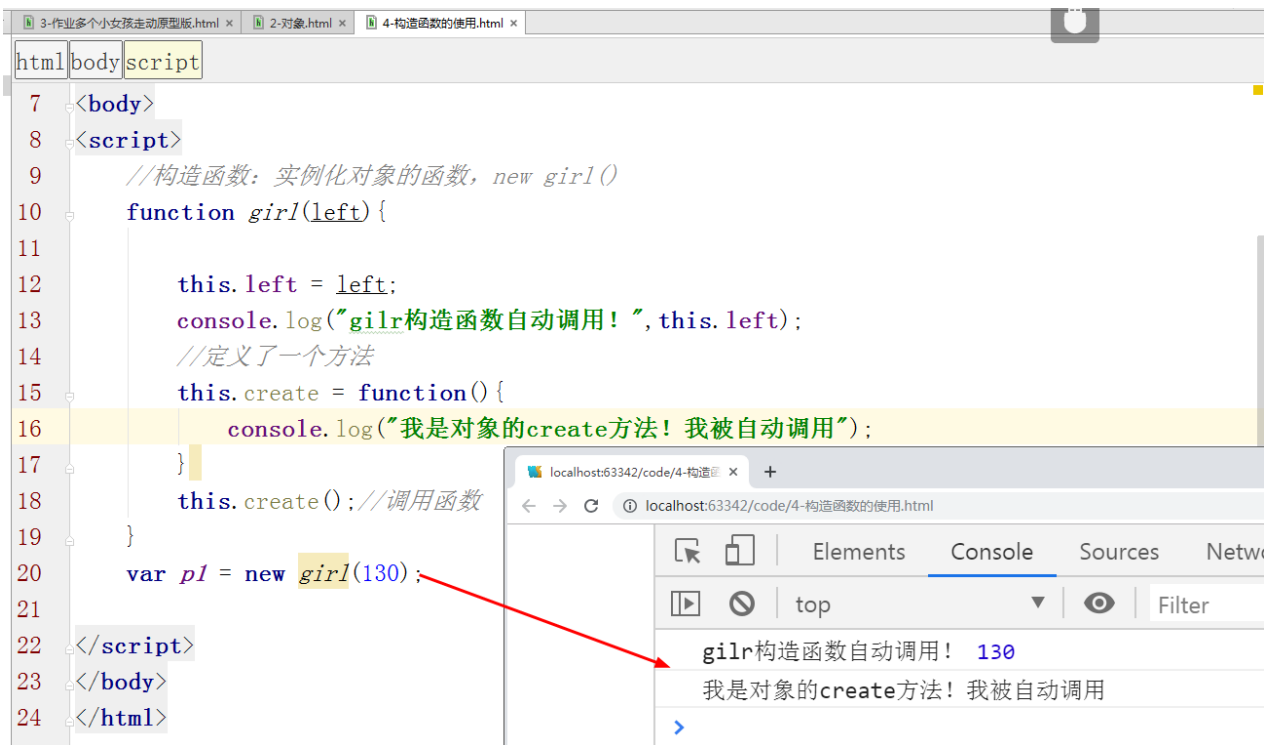 3-作业多个小女孩走动原型版.html × 2-对象.html × 4-构造函数的使用.html ×
html body script
7 <body>
8 <script>
9 //构造函数：实例化对象的函数，new girl()
10 function girl(left){
11
12 this.left = left;
13 console.log("gilr构造函数自动调用！",this.left);
14 //定义了一个方法
15 this.create = function(){
16 console.log("我是对象的create方法！我被自动调用");
17 }
18 this.create();//调用函数
19 }
20 var p1 = new girl(130);
21
22 </script>
23 </body>
24 </html>
localhost:63342/code/4-构造 × +
localhost:63342/code/4-构造函数的使用.html
Elements Console Sources Netwo
top ▼ Filter
gilr构造函数自动调用！ 130
我是对象的create方法！我被自动调用
>